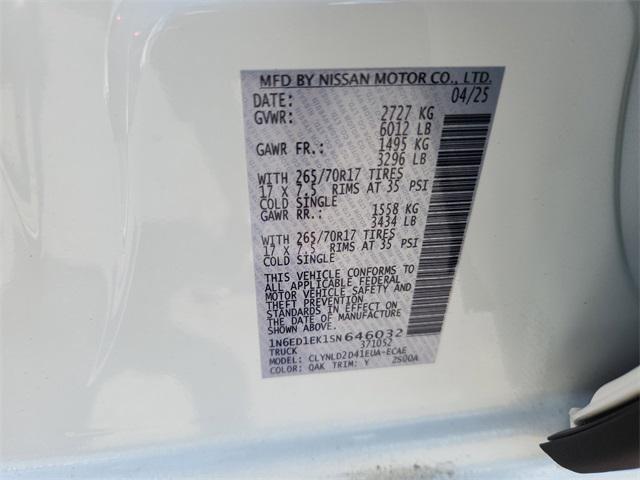 MFD BY NISSAN MOTOR CO., LTD.
DATE: 04/25
GVWR: 2727 KG
6012 LB
GAWR FR.: 1495 KG
3296 LB
WITH 265/70R17 TIRES
17 X 7.5 RIMS AT 35 PSI
COLD SINGLE
GAWR RR.: 1558 KG
3434 LB
WITH 265/70R17 TIRES
17 X 7.5 RIMS AT 35 PSI
COLD SINGLE
THIS VEHICLE CONFORMS TO
ALL APPLICABLE FEDERAL
MOTOR VEHICLE SAFETY AND
THEFT PREVENTION
STANDARDS IN EFFECT ON
THE DATE OF MANUFACTURE
SHOWN ABOVE.
1N6ED1EK1SN646032
TRUCK 371052
MODEL: CLYNLD2D41EUA-ECAE
COLOR: QAK TRIM: Y 2S00A